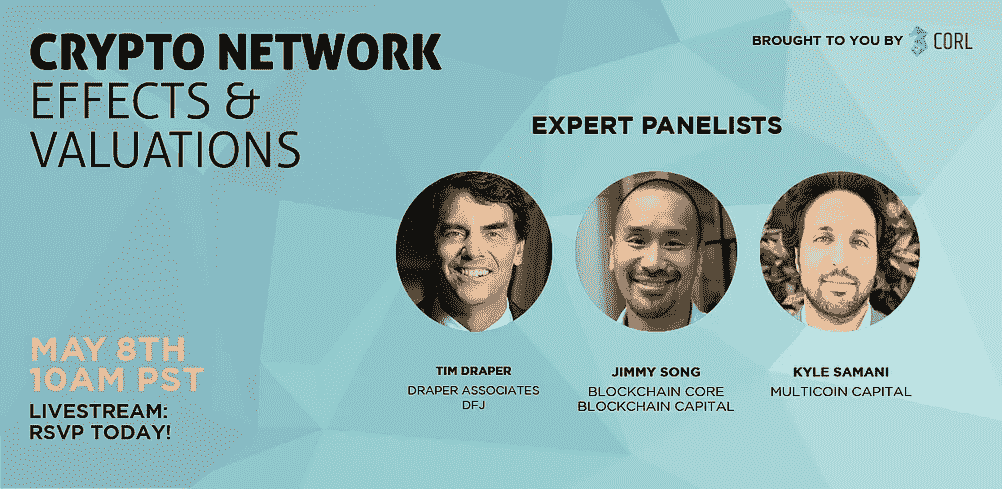 CRYPTO NETWORK
EFFECTS &
VALUATIONS
BROUGHT TO YOU BY CORL
EXPERT PANELISTS
TIM DRAPER
DRAPER ASSOCIATES
DFJ
JIMMY SONG
BLOCKCHAIN CORE
BLOCKCHAIN CAPITAL
KYLE SAMANI
MULTICOIN CAPITAL
MAY 8TH
10AM PST
LIVESTREAM:
RSVP TODAY!